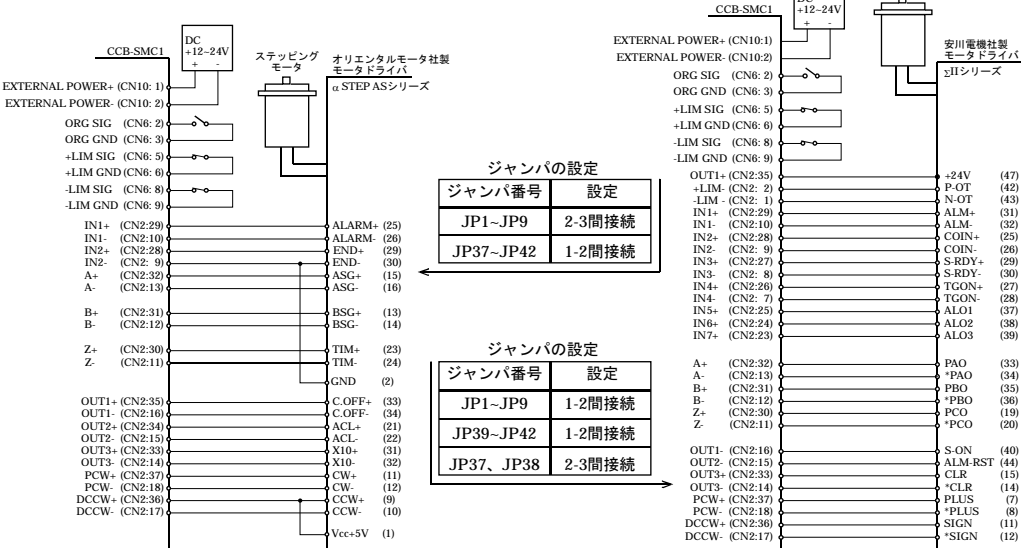 CCB-SMC1
DC
+12~24V
+ -
ステッピング
モータ
オリエンタルモータ社製
モータドライバ
α STEP ASシリーズ
EXTERNAL POWER+ (CN10: 1)
EXTERNAL POWER- (CN10: 2)
ORG SIG (CN6: 2)
ORG GND (CN6: 3)
+LIM SIG (CN6: 5)
+LIM GND (CN6: 6)
-LIM SIG (CN6: 8)
-LIM GND (CN6: 9)
IN1+ (CN2:29) ALARM+ (25)
IN1- (CN2:10) ALARM- (26)
IN2+ (CN2:28) END+ (29)
IN2- (CN2: 9) END- (30)
A+ (CN2:32) ASG+ (15)
A- (CN2:13) ASG- (16)
B+ (CN2:31) BSG+ (13)
B- (CN2:12) BSG- (14)
Z+ (CN2:30) TIM+ (23)
Z- (CN2:11) TIM- (24)
GND (2)
OUT1+ (CN2:35) C.OFF+ (33)
OUT1- (CN2:16) C.OFF- (34)
OUT2+ (CN2:34) ACL+ (21)
OUT2- (CN2:15) ACL- (22)
OUT3+ (CN2:33) X10+ (31)
OUT3- (CN2:14) X10- (32)
PCW+ (CN2:37) CW+ (11)
PCW- (CN2:18) CW- (12)
DCCW+ (CN2:36) CCW+ (9)
DCCW- (CN2:17) CCW- (10)
Vcc+5V (1)
ジャンパの設定
ジャンパ番号 設定
JP1~JP9 2-3間接続
JP37~JP42 1-2間接続
ジャンパの設定
ジャンパ番号 設定
JP1~JP9 1-2間接続
JP39~JP42 1-2間接続
JP37、JP38 2-3間接続
CCB-SMC1
DC
+12~24V
+ -
安川電機社製
モータドライバ
ΣIIシリーズ
EXTERNAL POWER+ (CN10:1)
EXTERNAL POWER- (CN10:2)
ORG SIG (CN6: 2)
ORG GND (CN6: 3)
+LIM SIG (CN6: 5)
+LIM GND (CN6: 6)
-LIM SIG (CN6: 8)
-LIM GND (CN6: 9)
OUT1+ (CN2:35) +24V (47)
+LIM- (CN2: 2) P-OT (42)
-LIM - (CN2: 1) N-OT (43)
IN1+ (CN2:29) ALM+ (31)
IN1- (CN2:10) ALM- (32)
IN2+ (CN2:28) COIN+ (25)
IN2- (CN2: 9) COIN- (26)
IN3+ (CN2:27) S-RDY+ (29)
IN3- (CN2: 8) S-RDY- (30)
IN4+ (CN2:26) TGON+ (27)
IN4- (CN2: 7) TGON- (28)
IN5+ (CN2:25) ALO1 (37)
IN6+ (CN2:24) ALO2 (38)
IN7+ (CN2:23) ALO3 (39)
A+ (CN2:32) PAO (33)
A- (CN2:13) *PAO (34)
B+ (CN2:31) PBO (35)
B- (CN2:12) *PBO (36)
Z+ (CN2:30) PCO (19)
Z- (CN2:11) *PCO (20)
OUT1- (CN2:16) S-ON (40)
OUT2- (CN2:15) ALM-RST (44)
OUT3+ (CN2:33) CLR (15)
OUT3- (CN2:14) *CLR (14)
PCW+ (CN2:37) PLUS (7)
PCW- (CN2:18) *PLUS (8)
DCCW+ (CN2:36) SIGN (11)
DCCW- (CN2:17) *SIGN (12)